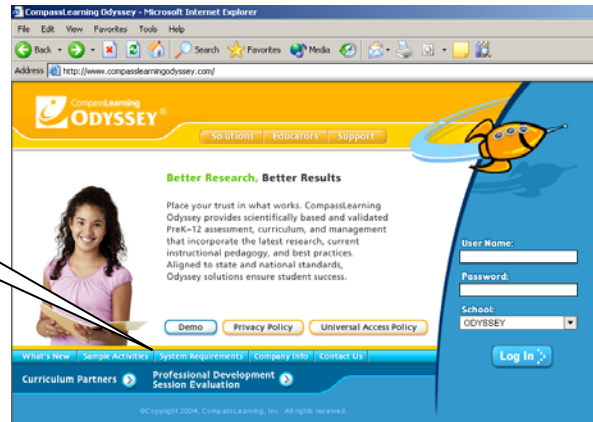 CompassLearning Odyssey - Microsoft Internet Explorer
File Edit View Favorites Tools Help
Back Search Favorites Media
Address http://www.compasslearningodyssey.com/
CompassLearning
ODYSSEY®
Solutions Educators Support
Better Research, Better Results
Place your trust in what works. CompassLearning
Odyssey provides scientifically based and validated
PreK-12 assessment, curriculum, and management
that incorporate the latest research, current
instructional pedagogy, and best practices.
Aligned to state and national standards,
Odyssey solutions ensure student success.
User Name:
Password:
School:
ODYSSEY
Log In
Demo Privacy Policy Universal Access Policy
What's New Sample Activities System Requirements Company Info Contact Us
Curriculum Partners
Professional Development
Session Evaluation
©Copyright 2004, CompassLearning, Inc. All rights received.